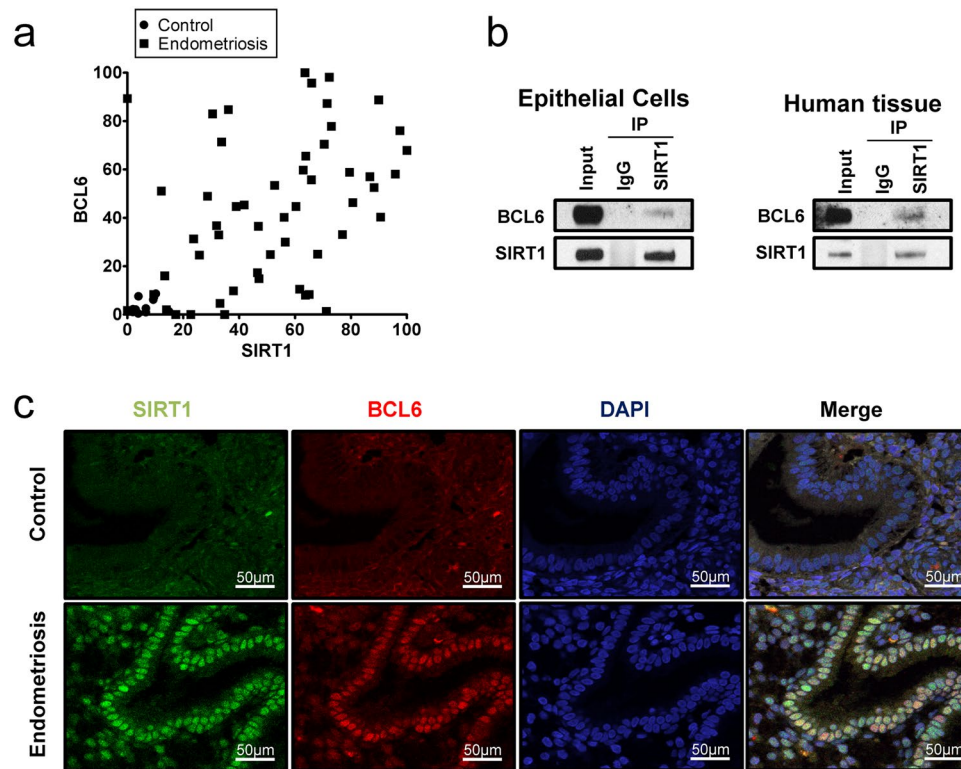 a
Control
Endometriosis
100
80
60
40
20
0
BCL6
0 20 40 60 80 100
SIRT1
b
Epithelial Cells
IP
Input
IgG
SIRT1
BCL6
SIRT1
Human tissue
IP
Input
IgG
SIRT1
BCL6
SIRT1
c
SIRT1 BCL6 DAPI Merge
Control
50µm 50µm 50µm 50µm
Endometriosis
50µm 50µm 50µm 50µm